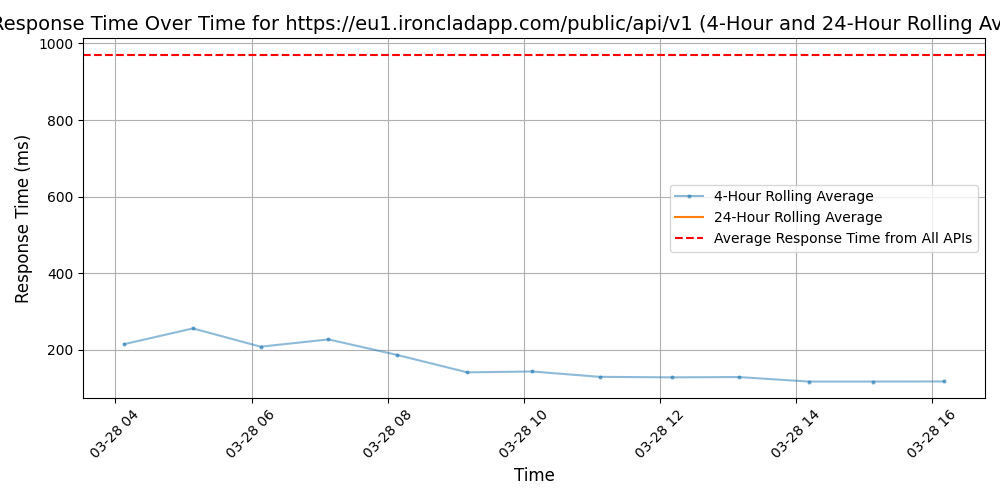 Response Time Over Time for https://eu1.ironcladapp.com/public/api/v1 (4-Hour and 24-Hour Rolling Av
1000
800
600
400
200
Response Time (ms)
4-Hour Rolling Average
24-Hour Rolling Average
Average Response Time from All APIs
03-28 04
03-28 06
03-28 08
03-28 10
03-28 12
03-28 14
03-28 16
Time